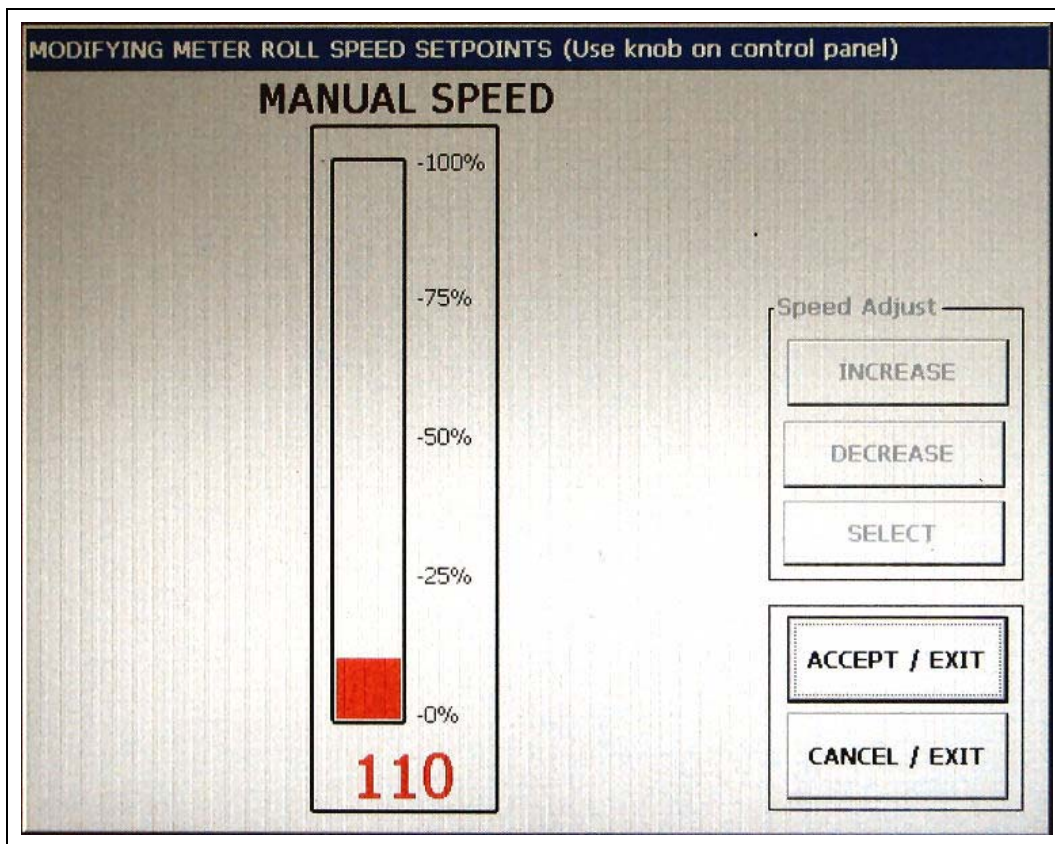 MODIFYING METER ROLL SPEED SETPOINTS (Use knob on control panel)
MANUAL SPEED
-100%
-75%
-50%
-25%
-0%
110
Speed Adjust
INCREASE
DECREASE
SELECT
ACCEPT / EXIT
CANCEL / EXIT